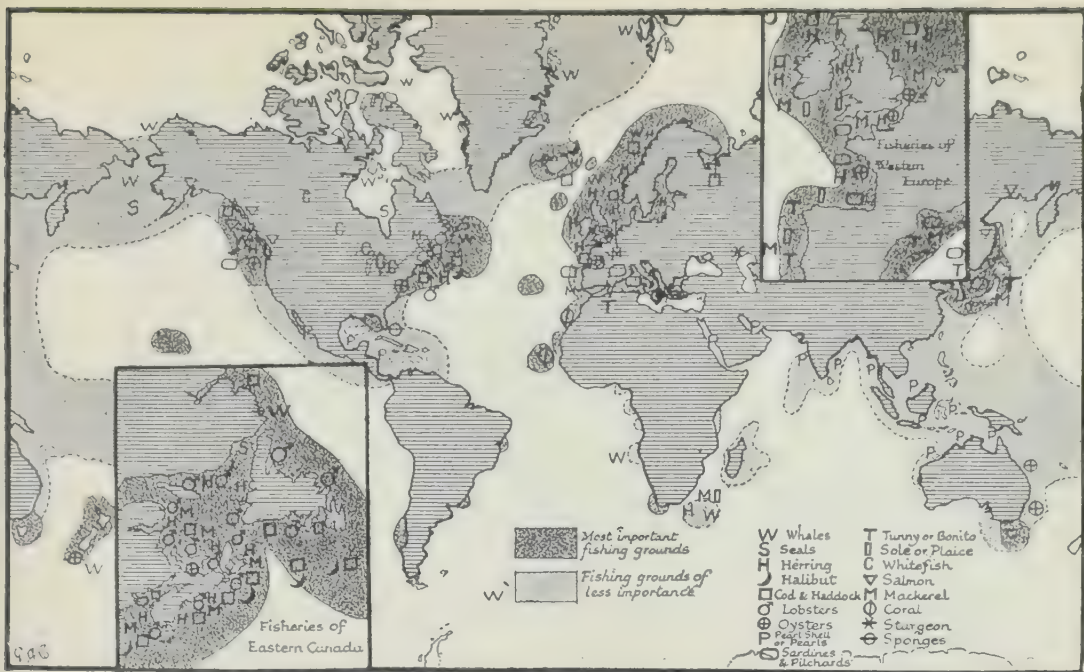 Fisheries of
Western
Europe
Fisheries of
Eastern Canada
Most important
fishing grounds
Fishing grounds of
less importance
W Whales
S Seals
H Herring
Halibut
Cod & Haddock
Lobsters
Oysters
P Pearl Shell
or Pearls
Sardines
& Pilchards
T Tunny or Bonito
Sole or Plaice
C Whitefish
Salmon
M Mackerel
Coral
Sturgeon
Sponges